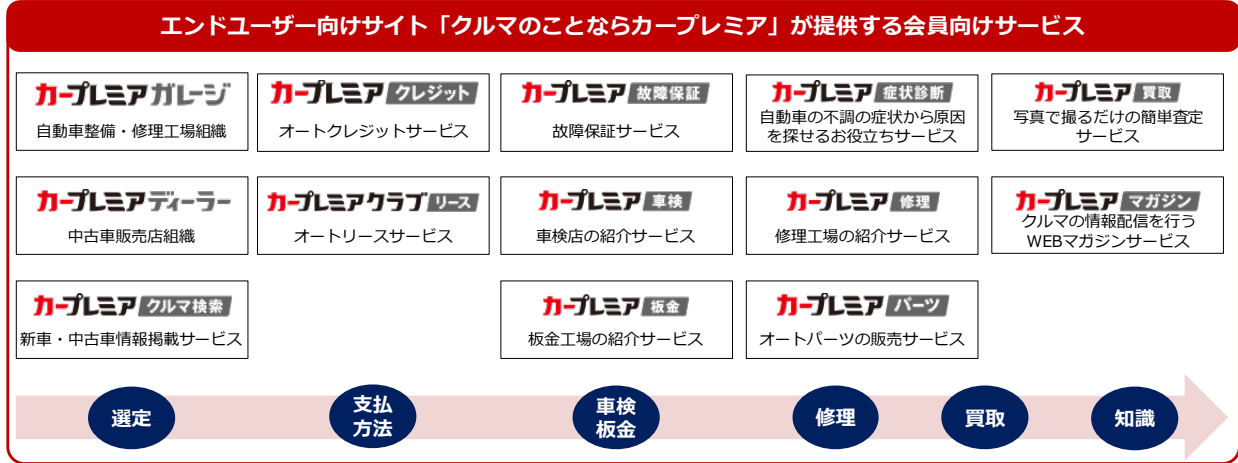 エンドユーザー向けサイト「クルマのことならカープレミア」が提供する会員向けサービス
カープレミアガレージ
自動車整備・修理工場組織
カープレミア クレジット
オートクレジットサービス
カープレミア 故障保証
故障保証サービス
カープレミア 症状診断
自動車の不調の症状から原因
を探せるお役立ちサービス
カープレミア 買取
写真で撮るだけの簡単査定
サービス
カープレミアディーラー
中古車販売店組織
カープレミアクラブ リース
オートリースサービス
カープレミア 車検
車検店の紹介サービス
カープレミア 修理
修理工場の紹介サービス
カープレミア マガジン
クルマの情報配信を行う
WEBマガジンサービス
カープレミア クルマ検索
新車・中古車情報掲載サービス
カープレミア 板金
板金工場の紹介サービス
カープレミア パーツ
オートパーツの販売サービス
選定
支払
方法
車検
板金
修理
買取
知識